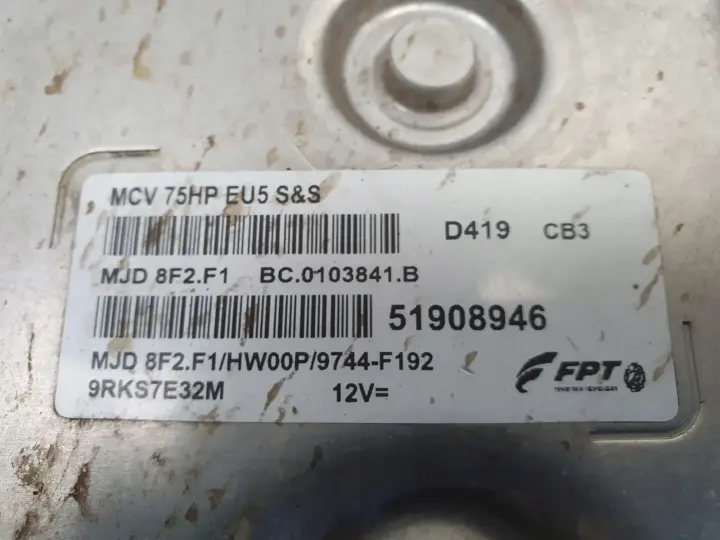 MCV 75HP EU5 S&S
D419 CB3
MJD 8F2.F1 BC.0103841.B
51908946
MJD 8F2.F1/HW00P/9744-F192
9RKS7E32M 12V=
FPT